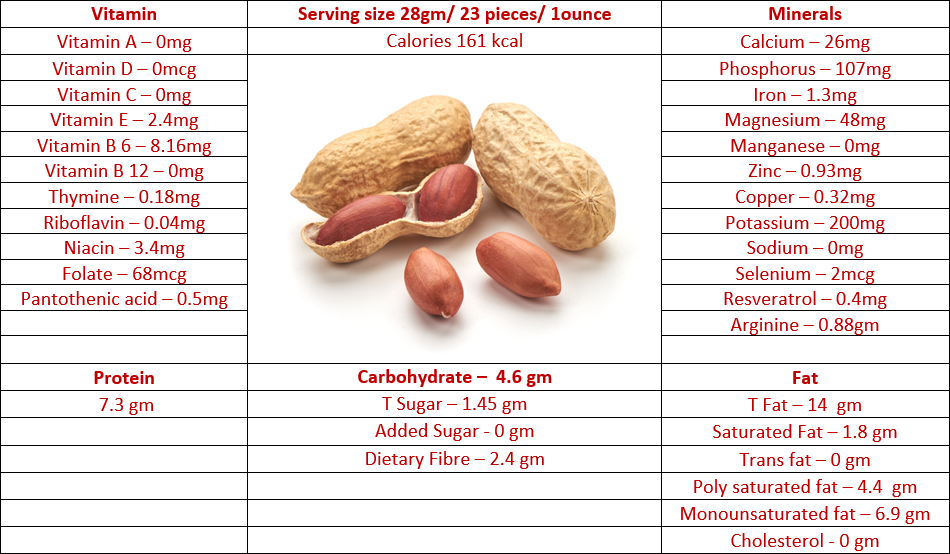 Vitamin
Serving size 28gm/ 23 pieces/ 1ounce
Minerals
Vitamin A – 0mg
Calories 161 kcal
Calcium – 26mg
Vitamin D – 0mcg
Phosphorus – 107mg
Vitamin C – 0mg
Iron – 1.3mg
Vitamin E – 2.4mg
Magnesium – 48mg
Vitamin B 6 – 8.16mg
Manganese – 0mg
Vitamin B 12 – 0mg
Zinc – 0.93mg
Thymine – 0.18mg
Copper – 0.32mg
Riboflavin – 0.04mg
Potassium – 200mg
Niacin – 3.4mg
Sodium – 0mg
Folate – 68mcg
Selenium – 2mcg
Pantothenic acid – 0.5mg
Resveratrol – 0.4mg
Arginine – 0.88gm
Protein
Carbohydrate – 4.6 gm
Fat
7.3 gm
T Sugar – 1.45 gm
T Fat – 14 gm
Added Sugar - 0 gm
Saturated Fat – 1.8 gm
Dietary Fibre – 2.4 gm
Trans fat – 0 gm
Poly saturated fat – 4.4 gm
Monounsaturated fat – 6.9 gm
Cholesterol - 0 gm